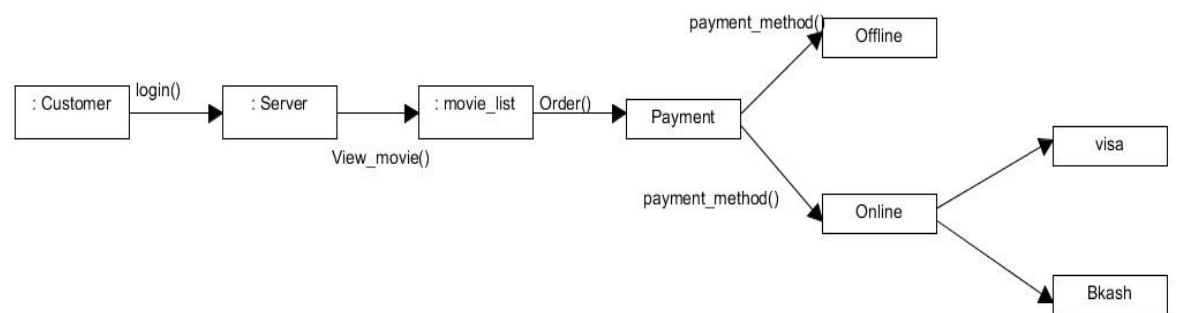 payment_method()
Offline
: Customer
login()
: Server
View_movie()
: movie_list
Order()
Payment
payment_method()
Online
visa
Bkash